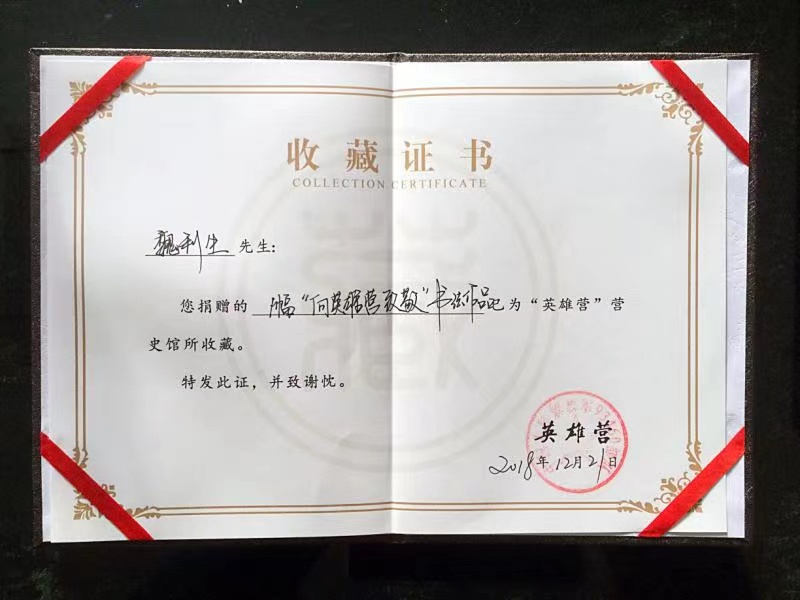 收藏证书
COLLECTION CERTIFICATE
魏利生 先生:
您捐赠的 “向英雄营致敬”书法作品已为“英雄营”营
史馆所收藏。
特发此证，并致谢忱。
英雄营
2018年12月21日